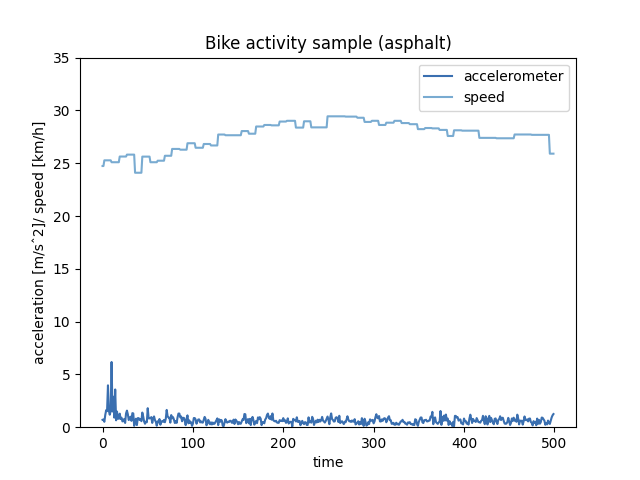 Bike activity sample (asphalt)
accelerometer
speed
acceleration [m/s^2]/ speed [km/h]
35
30
25
20
15
10
5
0
0 100 200 300 400 500
time